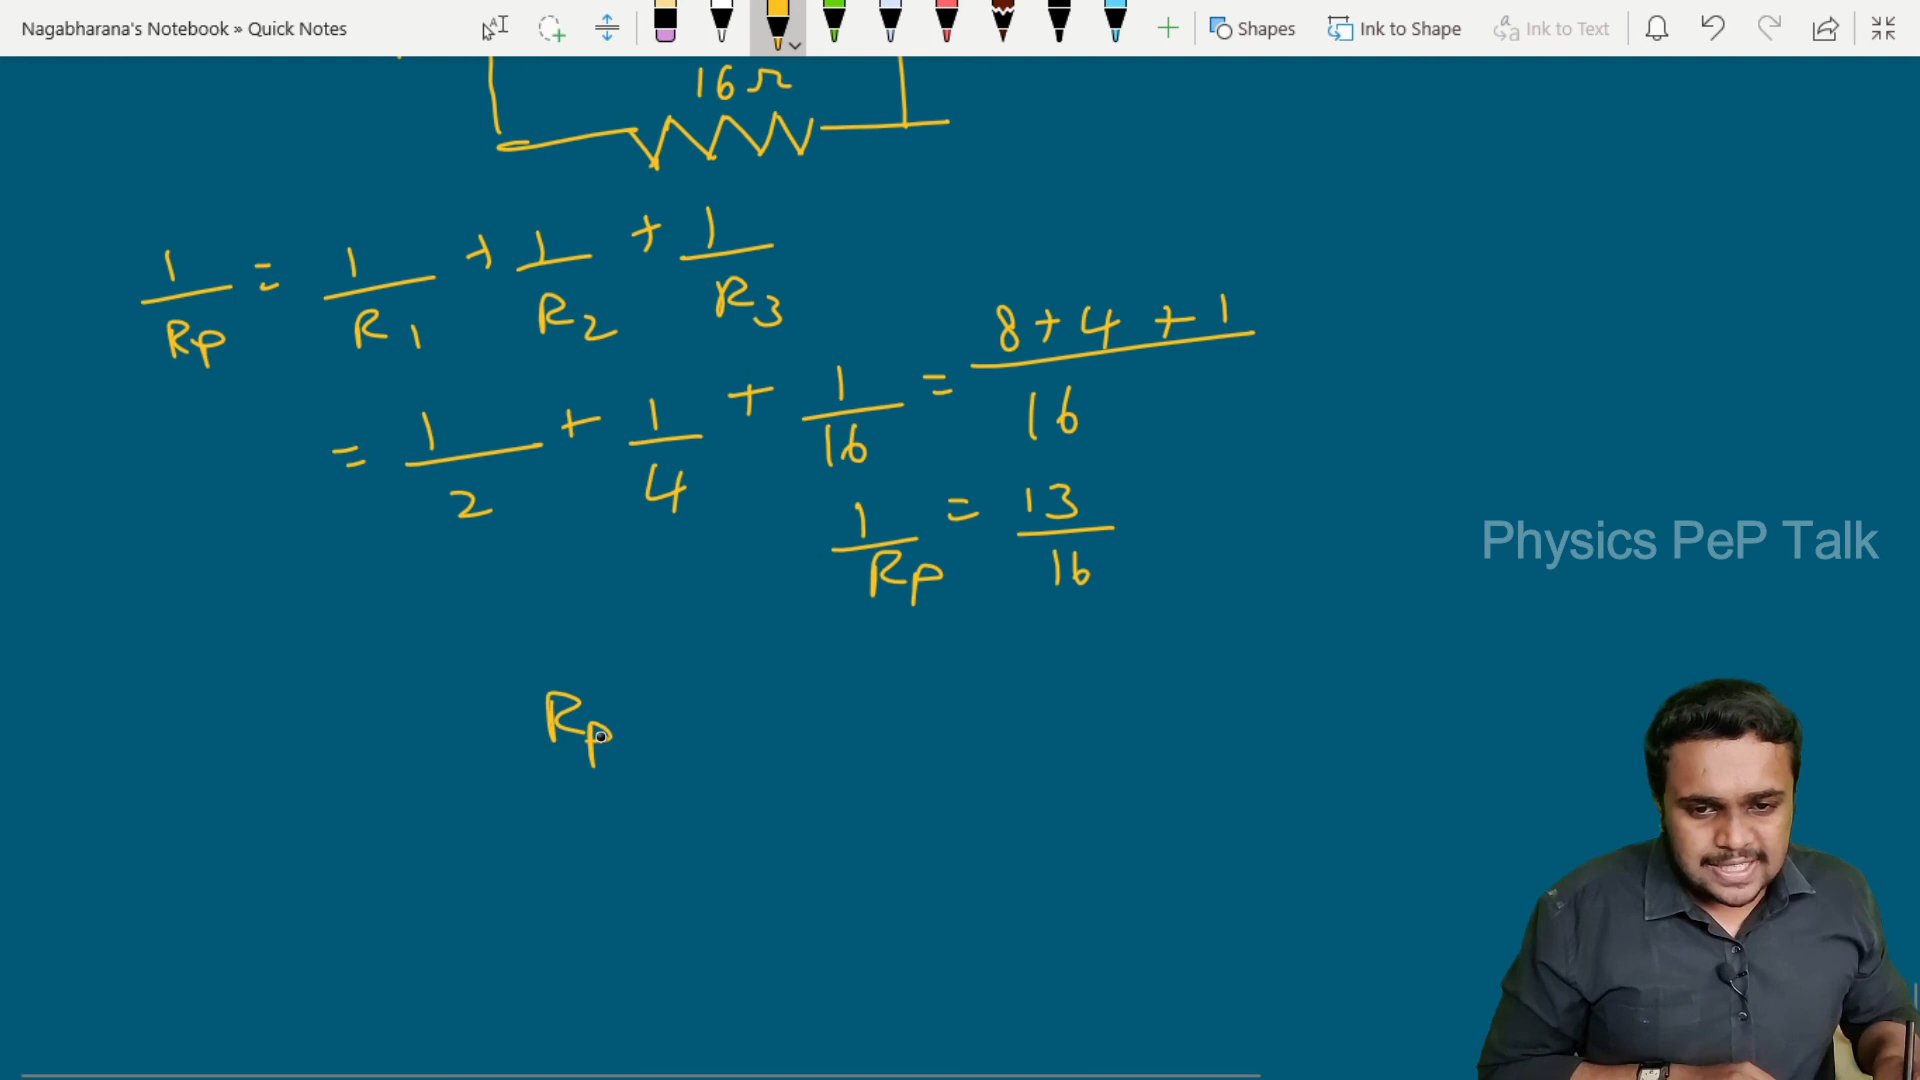 Nagabharana's Notebook » Quick Notes
Shapes
Ink to Shape
Ink to Text
16 Ω
1/Rp = 1/R1 + 1/R2 + 1/R3
= 1/2 + 1/4 + 1/16 = 8+4+1/16
1/Rp = 13/16
Physics PeP Talk
Rp